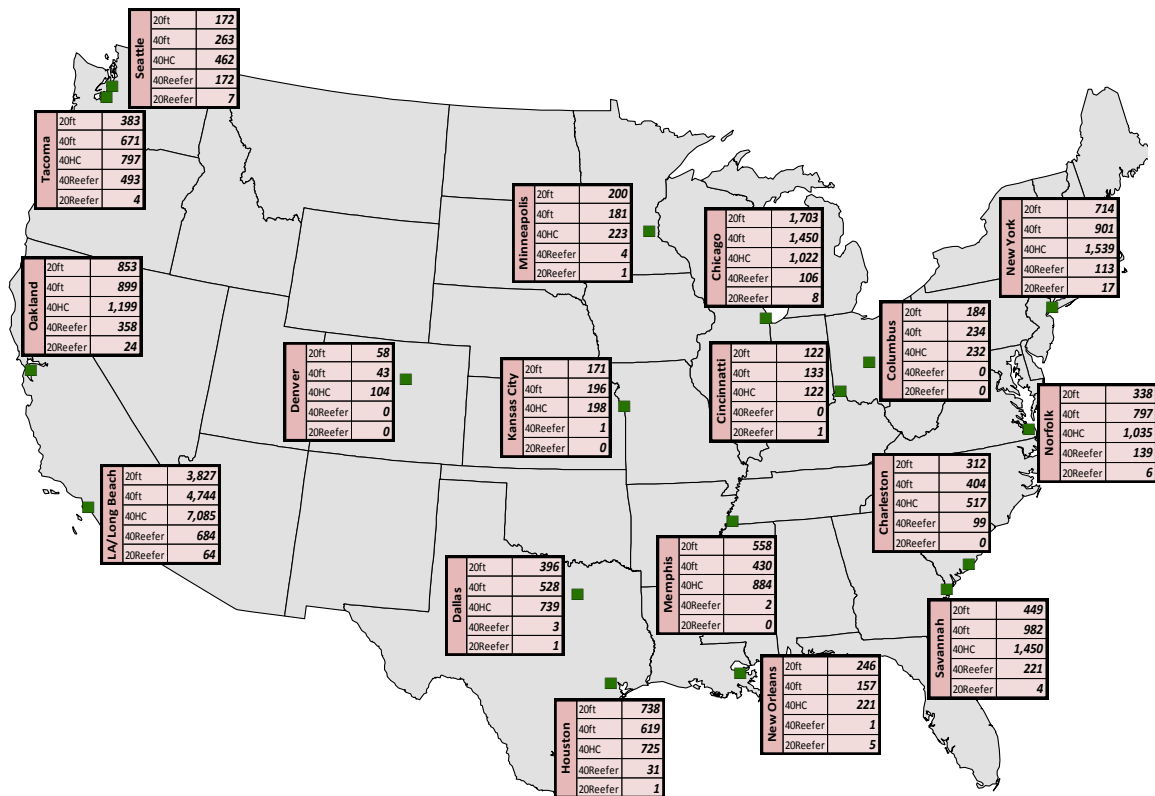 Seattle
20ft 172
40ft 263
40HC 462
40Reefer 172
20Reefer 7
Tacoma
20ft 383
40ft 671
40HC 797
40Reefer 493
20Reefer 4
Minneapolis
20ft 200
40ft 181
40HC 223
40Reefer 4
20Reefer 1
Chicago
20ft 1,703
40ft 1,450
40HC 1,022
40Reefer 106
20Reefer 8
New York
20ft 714
40ft 901
40HC 1,539
40Reefer 113
20Reefer 17
Oakland
20ft 853
40ft 899
40HC 1,199
40Reefer 358
20Reefer 24
Denver
20ft 58
40ft 43
40HC 104
40Reefer 0
20Reefer 0
Kansas City
20ft 171
40ft 196
40HC 198
40Reefer 1
20Reefer 0
Cincinnatti
20ft 122
40ft 133
40HC 122
40Reefer 0
20Reefer 1
Columbus
20ft 184
40ft 234
40HC 232
40Reefer 0
20Reefer 0
Norfolk
20ft 338
40ft 797
40HC 1,035
40Reefer 139
20Reefer 6
LA/Long Beach
20ft 3,827
40ft 4,744
40HC 7,085
40Reefer 684
20Reefer 64
Charleston
20ft 312
40ft 404
40HC 517
40Reefer 99
20Reefer 0
Dallas
20ft 396
40ft 528
40HC 739
40Reefer 3
20Reefer 1
Memphis
20ft 558
40ft 430
40HC 884
40Reefer 2
20Reefer 0
Savannah
20ft 449
40ft 982
40HC 1,450
40Reefer 221
20Reefer 4
New Orleans
20ft 246
40ft 157
40HC 221
40Reefer 1
20Reefer 5
Houston
20ft 738
40ft 619
40HC 725
40Reefer 31
20Reefer 1